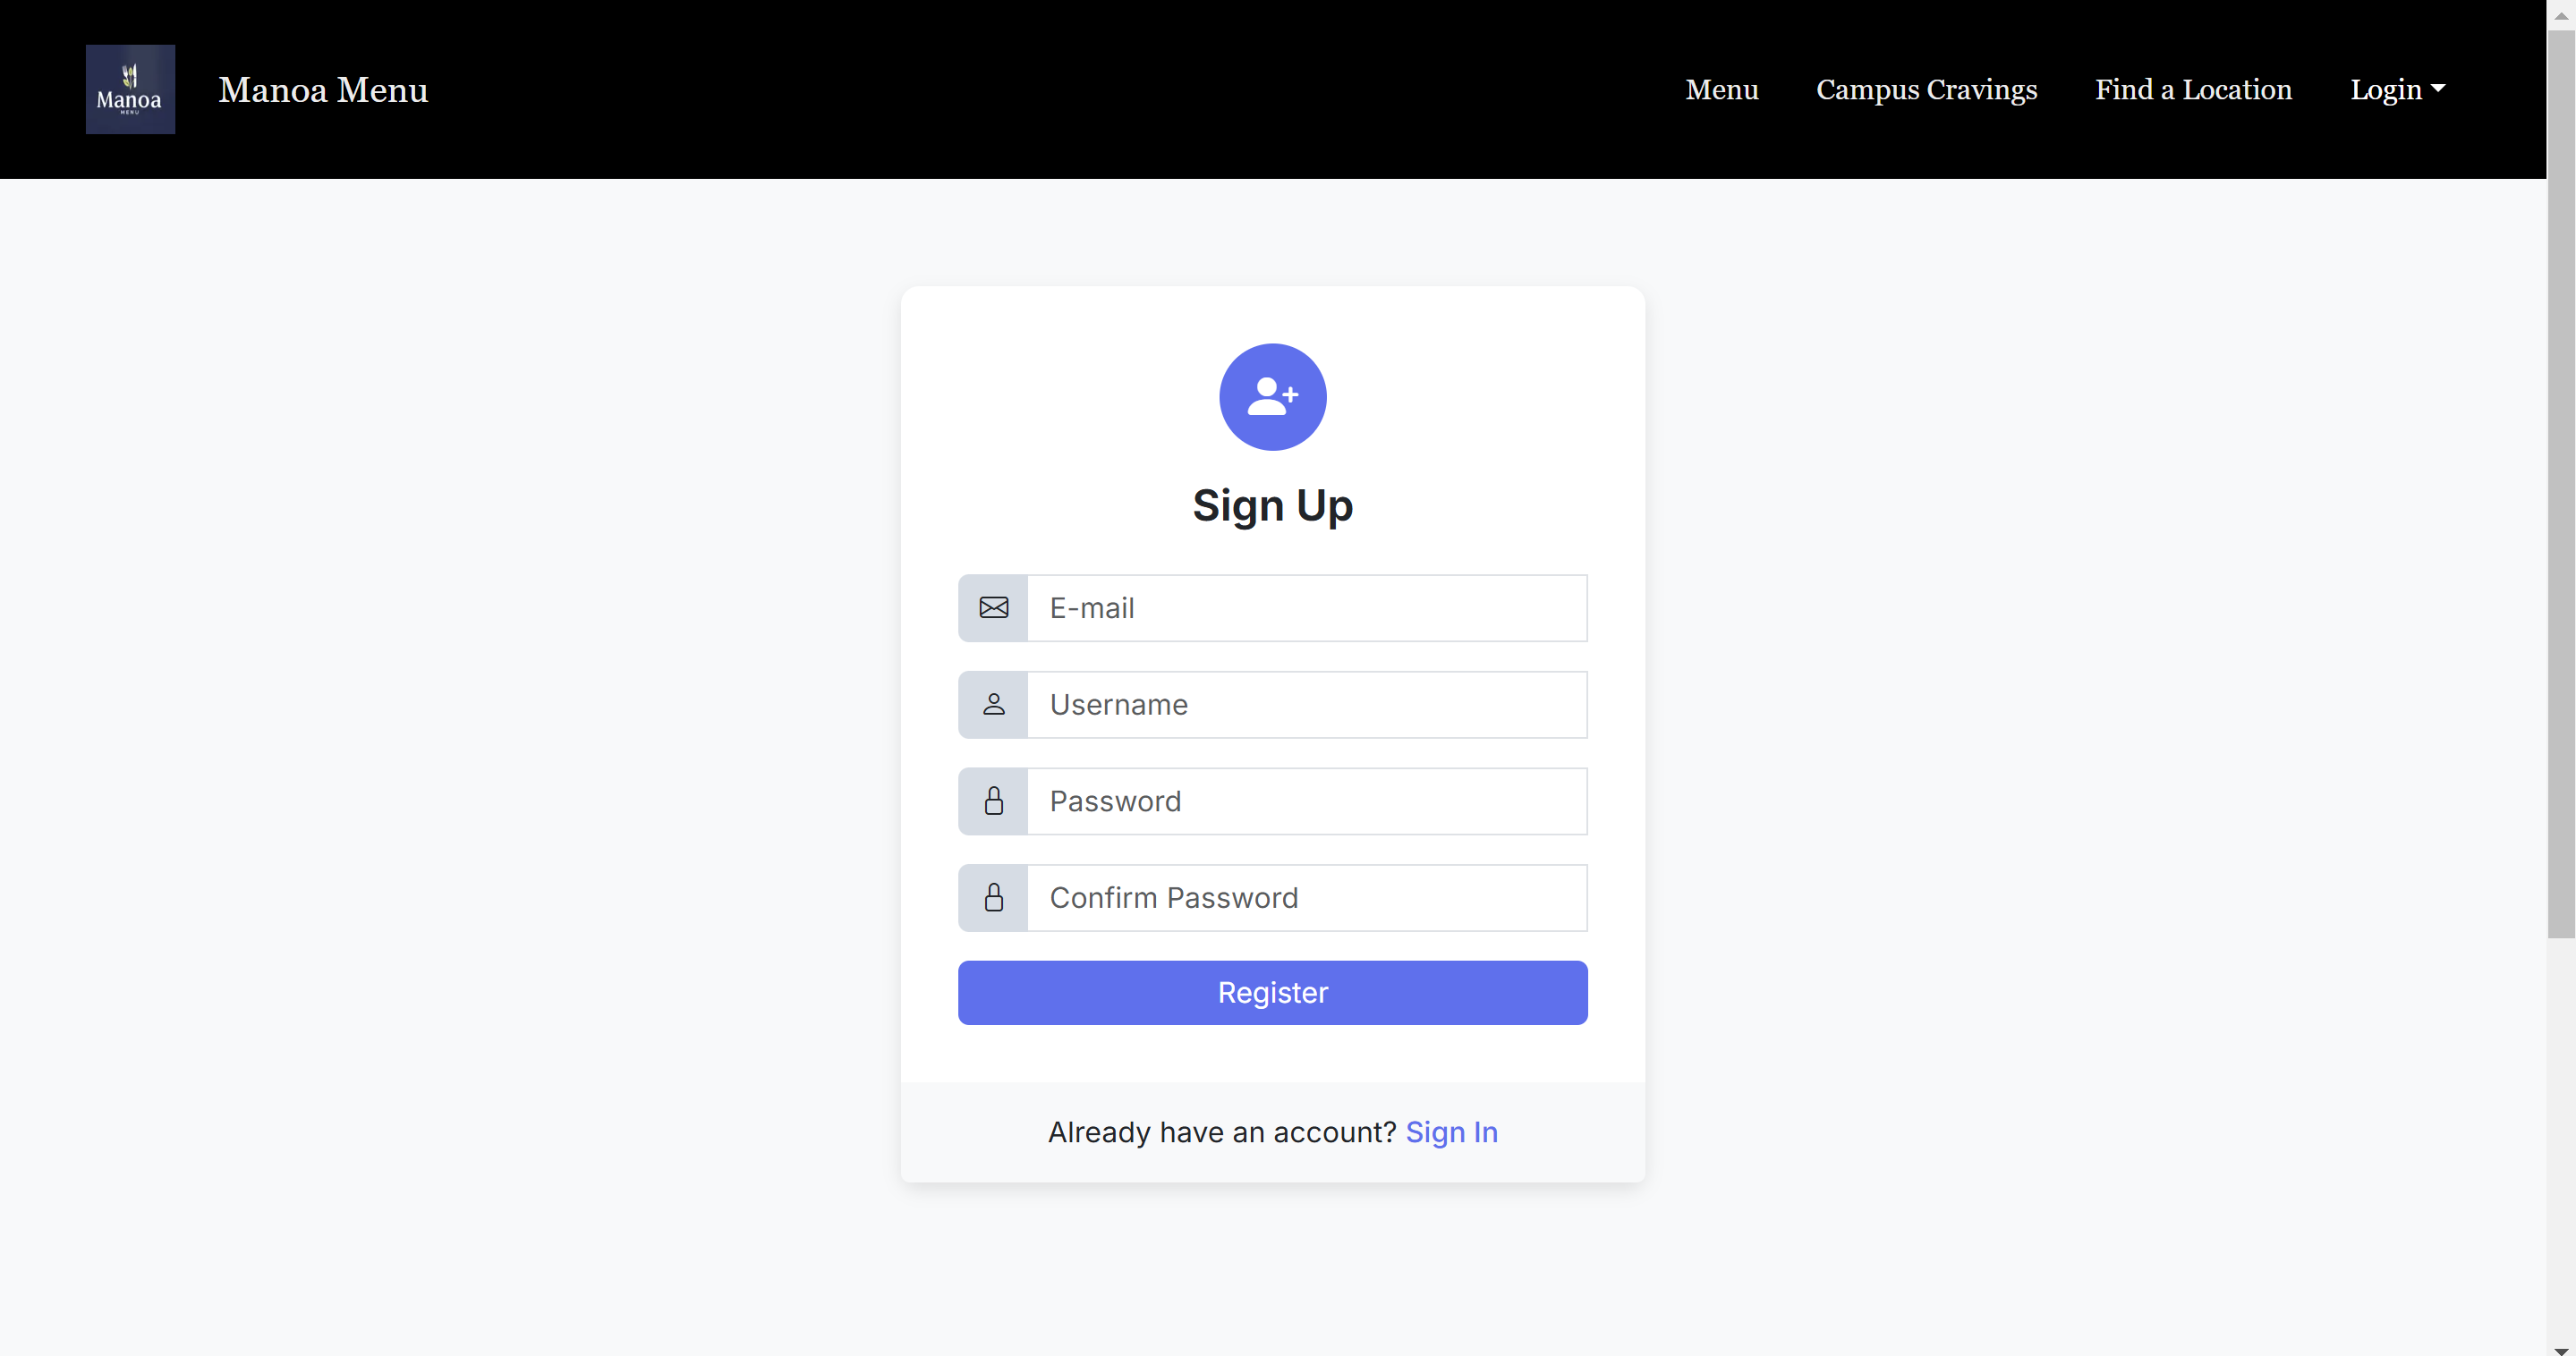 Manoa
MENU
Manoa Menu
Menu
Campus Cravings
Find a Location
Login
Sign Up
E-mail
Username
Password
Confirm Password
Register
Already have an account? Sign In